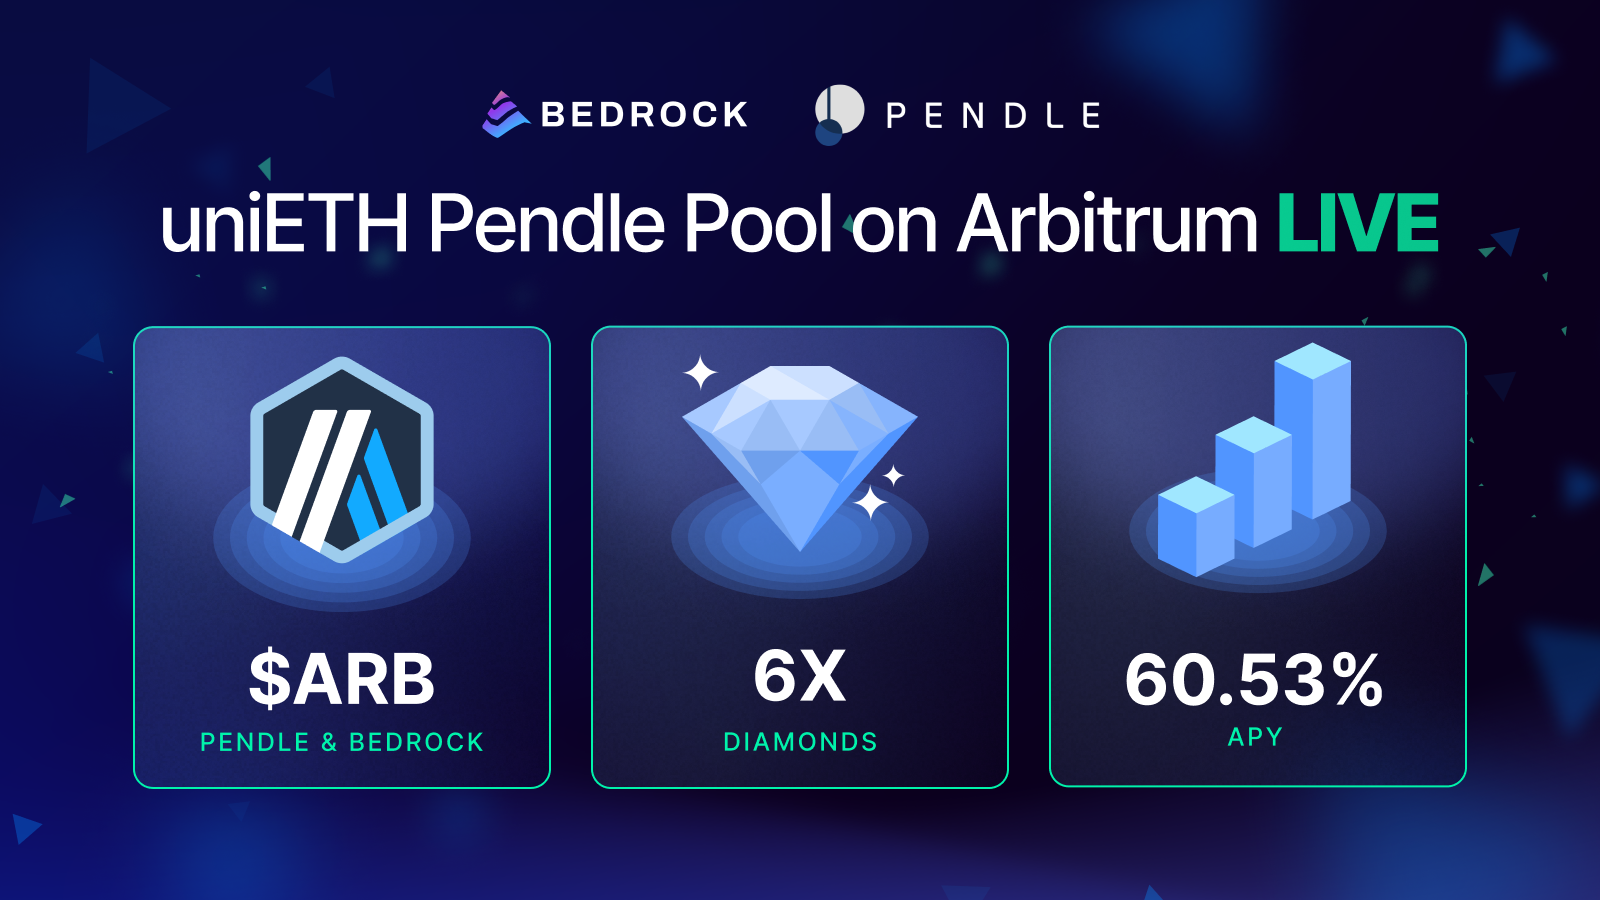 BEDROCK PENDLE
uniETH Pendle Pool on Arbitrum LIVE
$ARB
PENDLE & BEDROCK
6X
DIAMONDS
60.53%
APY